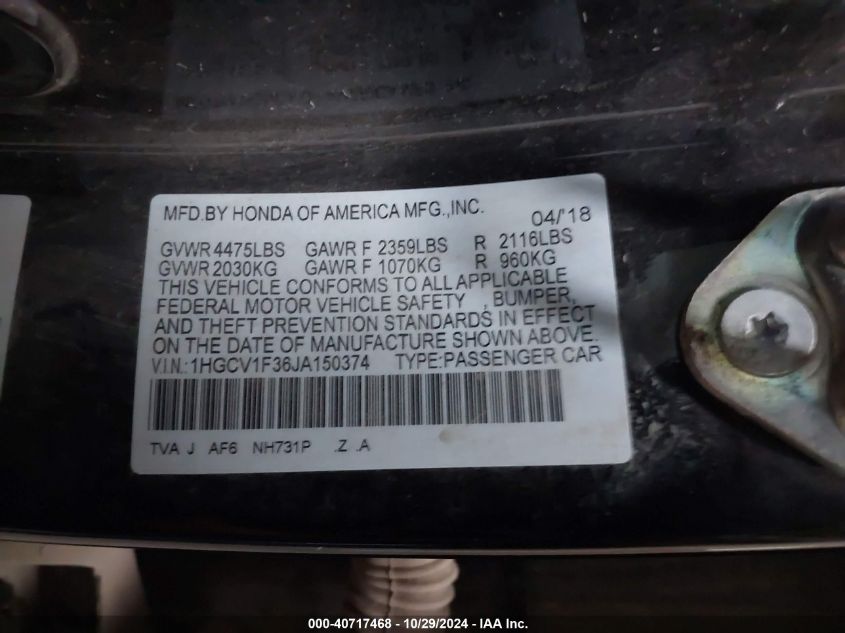 MFD.BY HONDA OF AMERICA MFG.,INC. 04/'18
GVWR 4475LBS GAWR F 2359LBS R 2116LBS
GVWR 2030KG GAWR F 1070KG R 960KG
THIS VEHICLE CONFORMS TO ALL APPLICABLE
FEDERAL MOTOR VEHICLE SAFETY , BUMPER,
AND THEFT PREVENTION STANDARDS IN EFFECT
ON THE DATE OF MANUFACTURE SHOWN ABOVE.
V.I.N.: 1HGCV1F36JA150374 TYPE:PASSENGER CAR
TVA J AF6 NH731P .Z .A
000-40717468 - 10/29/2024 - IAA Inc.